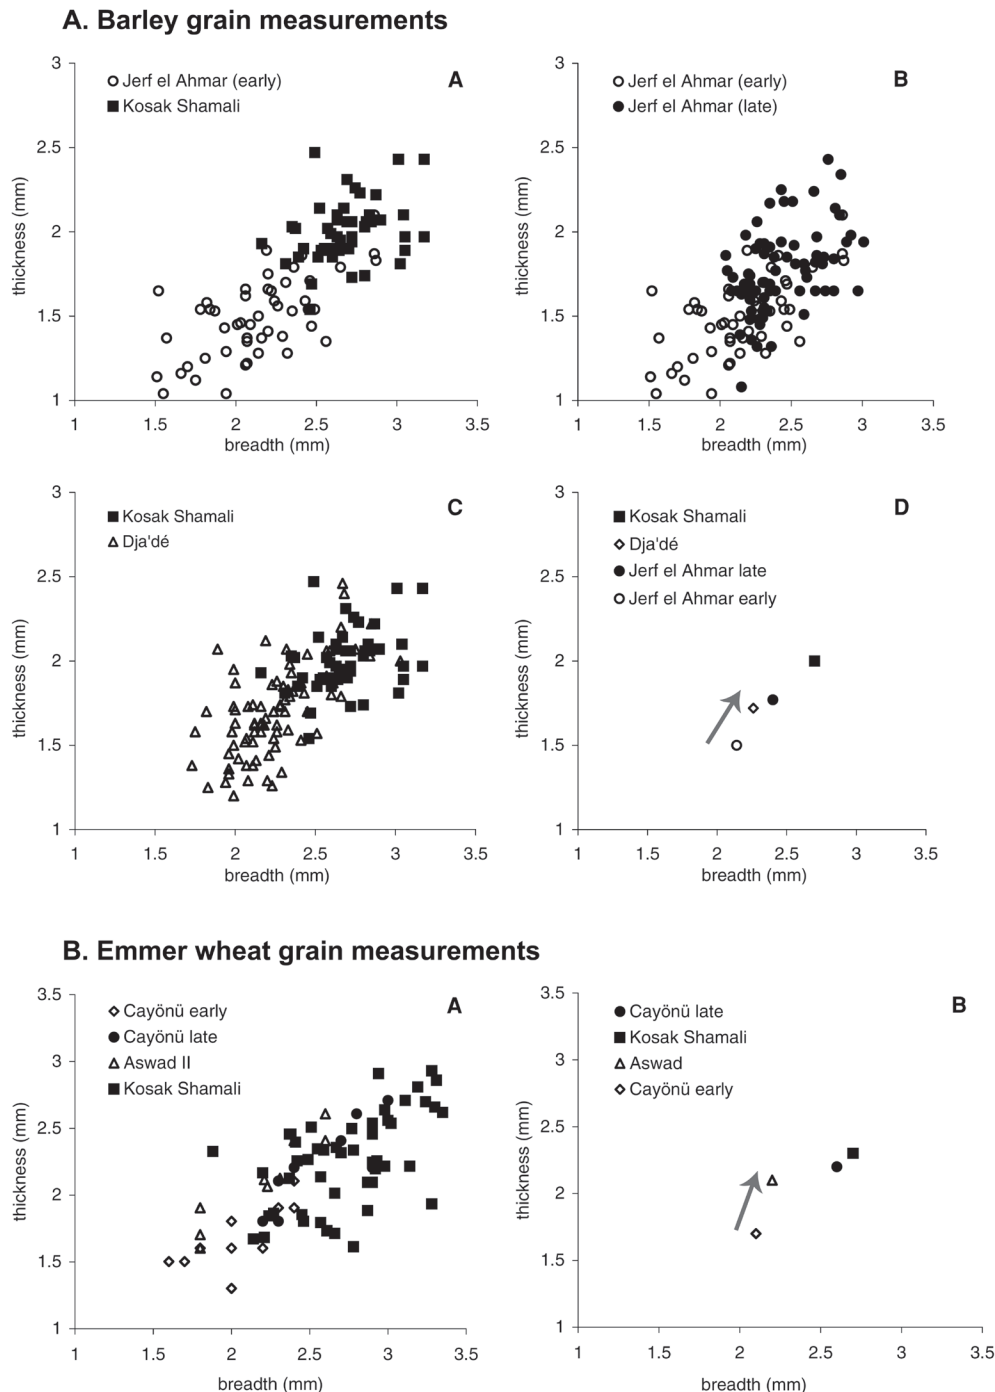 A. Barley grain measurements
3
2.5
2
1.5
1
thickness (mm)
Jerf el Ahmar (early)
Kosak Shamali
A
1 1.5 2 2.5 3 3.5
breadth (mm)
3
2.5
2
1.5
1
thickness (mm)
Jerf el Ahmar (early)
Jerf el Ahmar (late)
B
1 1.5 2 2.5 3 3.5
breadth (mm)
3
2.5
2
1.5
1
thickness (mm)
Kosak Shamali
Dja'dé
C
1 1.5 2 2.5 3 3.5
breadth (mm)
3
2.5
2
1.5
1
thickness (mm)
Kosak Shamali
Dja'dé
Jerf el Ahmar late
Jerf el Ahmar early
D
1 1.5 2 2.5 3 3.5
breadth (mm)
B. Emmer wheat grain measurements
3.5
3
2.5
2
1.5
1
thickness (mm)
Cayönü early
Cayönü late
Aswad II
Kosak Shamali
A
1 1.5 2 2.5 3 3.5
breadth (mm)
3.5
3
2.5
2
1.5
1
thickness (mm)
Cayönü late
Kosak Shamali
Aswad
Cayönü early
B
1 1.5 2 2.5 3 3.5
breadth (mm)